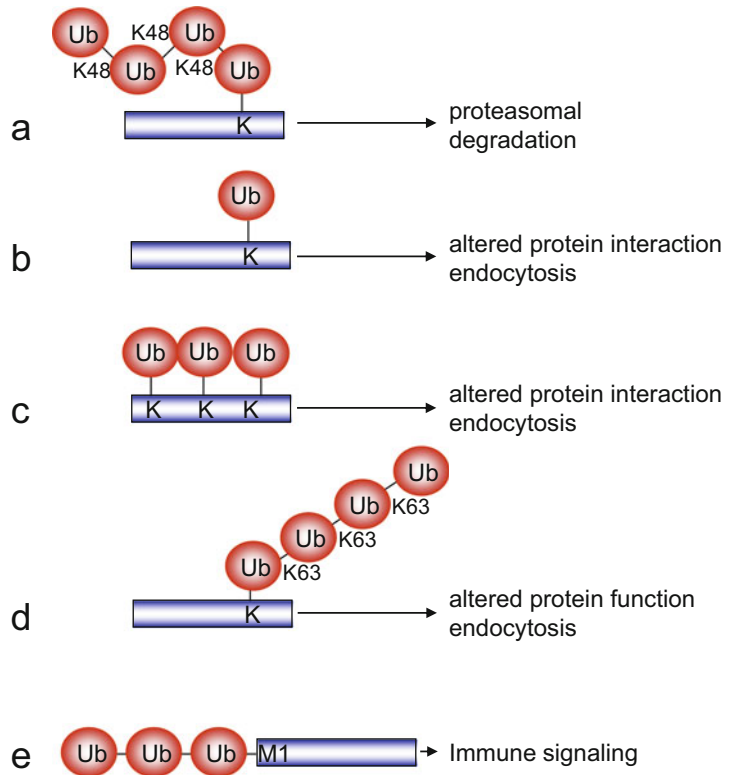 Ub K48 Ub
K48 Ub K48 Ub
a K proteasomal
degradation
Ub
b K altered protein interaction
endocytosis
Ub Ub Ub
c K K K altered protein interaction
endocytosis
Ub
Ub K63
Ub K63
Ub K63
d K altered protein function
endocytosis
e Ub Ub Ub M1 Immune signaling